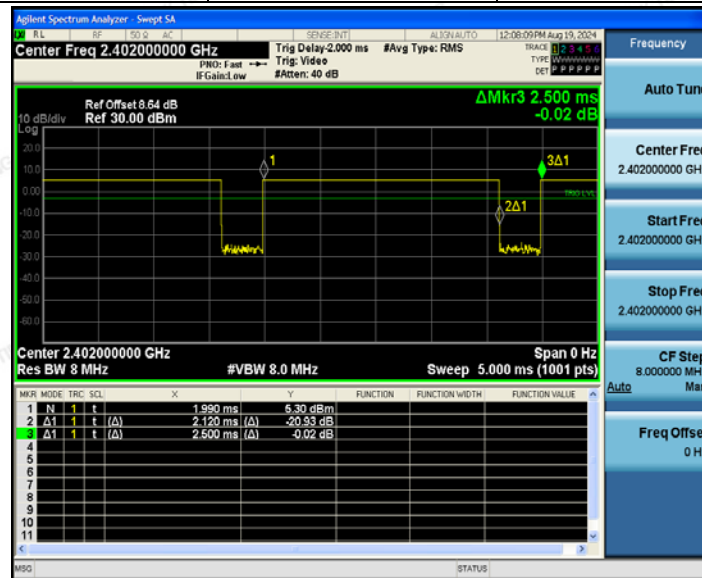 Agilent Spectrum Analyzer - Swept SA
RL RF 50 Ω AC SENSE:INT ALIGNAUTO 12:08:09PM Aug 19, 2024
Center Freq 2.402000000 GHz
PNO: Fast
IFGain:Low
Trig Delay-2.000 ms
Trig: Video
#Atten: 40 dB
#Avg Type: RMS
TRACE 1 2 3 4 5 6
TYPE WWWWWW
DET P P P P P P
Ref Offset 8.64 dB
10 dB/div Ref 30.00 dBm
Log
ΔMkr3 2.500 ms
-0.02 dB
20.0
10.0
0.00
-10.0
-20.0
-30.0
-40.0
-50.0
-60.0
1
2Δ1
3Δ1
TRIG LVL
Center 2.402000000 GHz Span 0 Hz
Res BW 8 MHz #VBW 8.0 MHz Sweep 5.000 ms (1001 pts)
MKR MODE TRC SCL X Y FUNCTION FUNCTION WIDTH FUNCTION VALUE
1 N 1 t 1.990 ms 5.30 dBm
2 Δ1 1 t (Δ) 2.120 ms (Δ) -20.93 dB
3 Δ1 1 t (Δ) 2.500 ms (Δ) -0.02 dB
4
5
6
7
8
9
10
11
MSG STATUS
Frequency
Auto Tun
Center Fre
2.402000000 GH
Start Fre
2.402000000 GH
Stop Fre
2.402000000 GH
CF Step
8.000000 MH
Auto Ma
Freq Offse
0 H